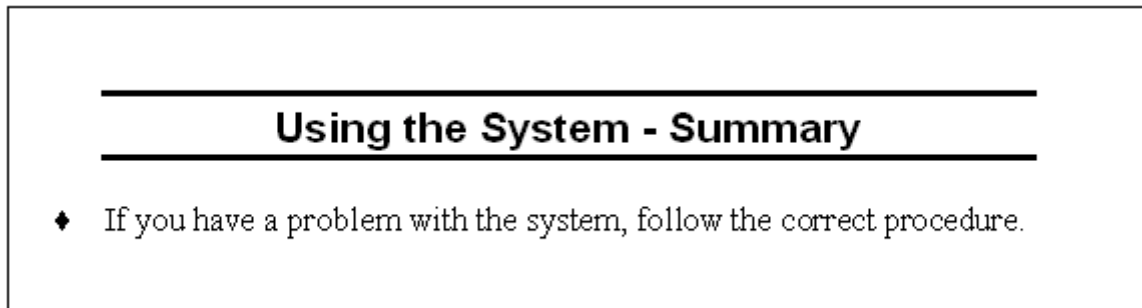 Using the System - Summary
♦ If you have a problem with the system, follow the correct procedure.